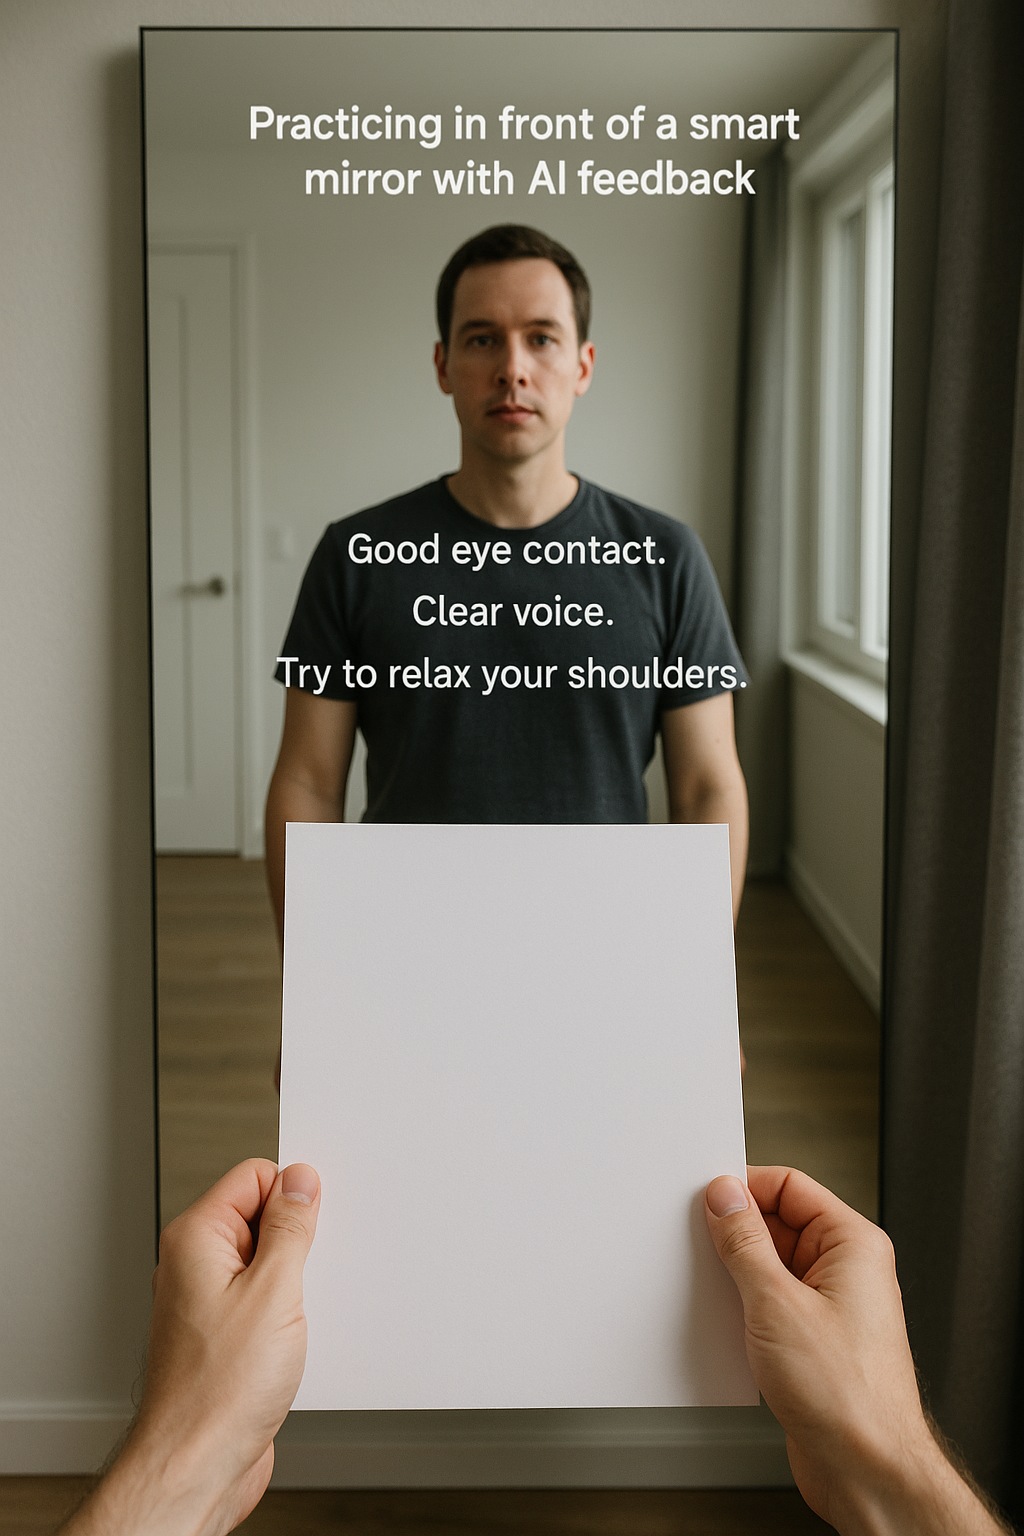 Practicing in front of a smart
mirror with AI feedback
Good eye contact.
Clear voice.
Try to relax your shoulders.